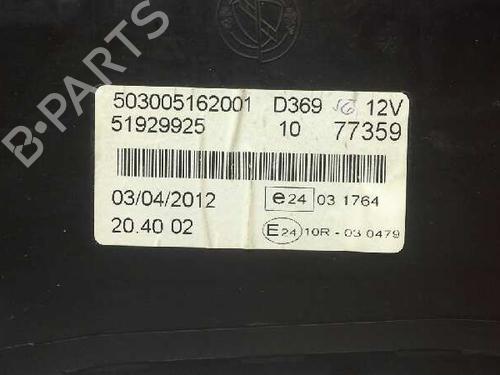 B-PARTS
503005162001 D369 SG 12V
51929925 10 77359
03/04/2012 e24 03 1764
20.40 02 E24 10R - 03 0479